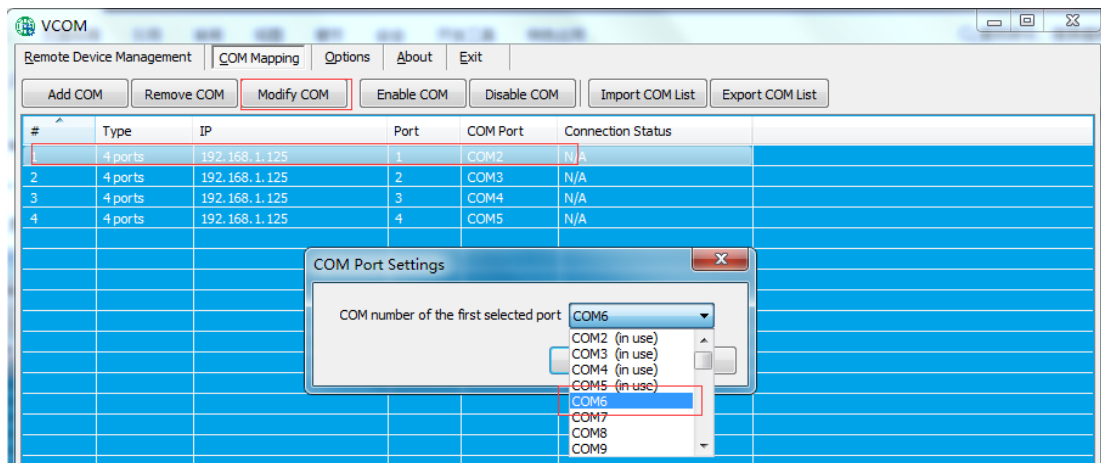 VCOM
Remote Device Management COM Mapping Options About Exit
Add COM Remove COM Modify COM Enable COM Disable COM Import COM List Export COM List
# Type IP Port COM Port Connection Status
1 4 ports 192.168.1.125 1 COM2 N/A
2 4 ports 192.168.1.125 2 COM3 N/A
3 4 ports 192.168.1.125 3 COM4 N/A
4 4 ports 192.168.1.125 4 COM5 N/A
COM Port Settings
COM number of the first selected port COM6
COM2 (in use)
COM3 (in use)
COM4 (in use)
COM5 (in use)
COM6
COM7
COM8
COM9